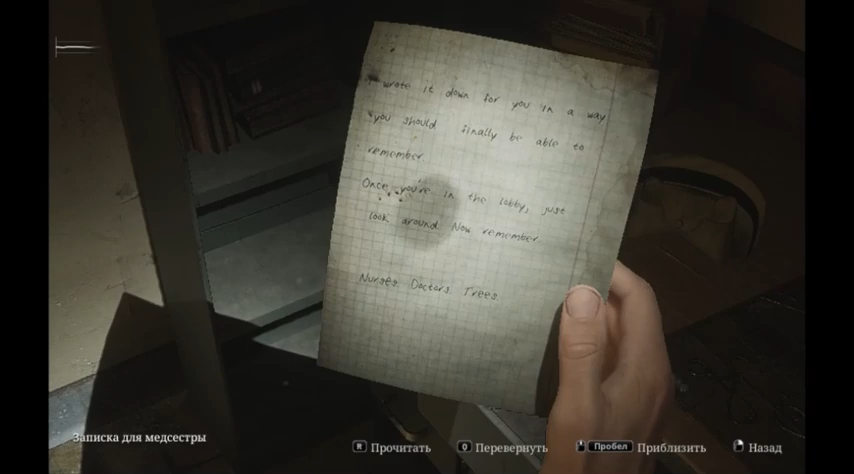 I wrote it down for you in a way
you should finally be able to
remember.
Once you're in the lobby, just
look around. Now remember
Nurses. Doctors. Trees.
Записка для медсестры
R Прочитать Q Перевернуть Пробел Приблизить Назад